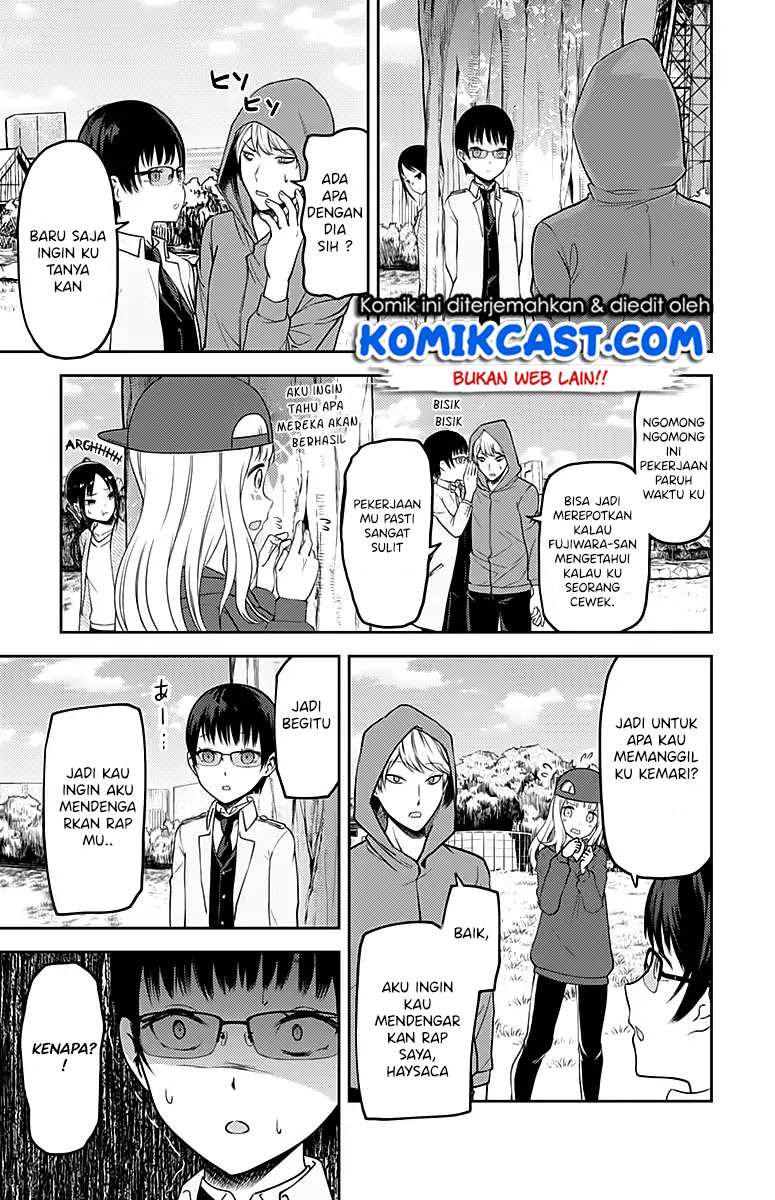 ヒソ
ヒソ
ADA
APA
DENGAN
DIA
SIH ?
BARU SAJA
INGIN KU
TANYA
KAN
Komik ini diterjemahkan & diedit oleh
KOMIKCAST.COM
BUKAN WEB LAIN!!
NGOMONG
NGOMONG
INI
PEKERJAAN
PARUH
WAKTU KU
BISA JADI
MEREPOTKAN
KALAU
FUJIWARA-SAN
MENGETAHUI
KALAU KU
SEORANG
CEWEK.
BISIK
BISIK
PEKERJAAN
MU PASTI
SANGAT
SULIT
AKU INGIN
TAHU APA
MEREKA AKAN
BERHASIL
ARGHHHHH
JADI UNTUK
APA KAU
MEMANGGIL
KU KEMARI?
BAIK,
AKU INGIN
KAU
MENDENGAR
KAN RAP
SAYA,
HAYSACA
JADI
BEGITU
あー…
JADI KAU
INGIN AKU
MENDENGA
RKAN RAP
MU..
KENAPA?
!